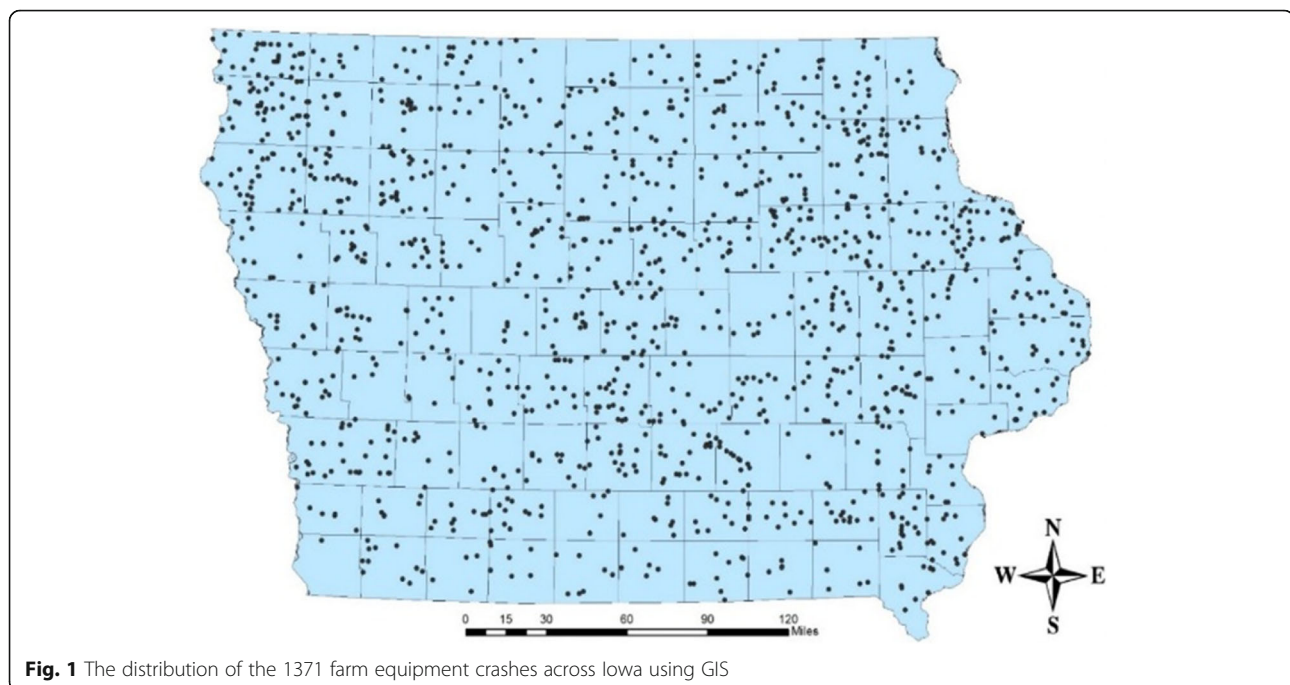 N
W E
S
0 15 30 60 90 120
Miles
Fig. 1 The distribution of the 1371 farm equipment crashes across Iowa using GIS